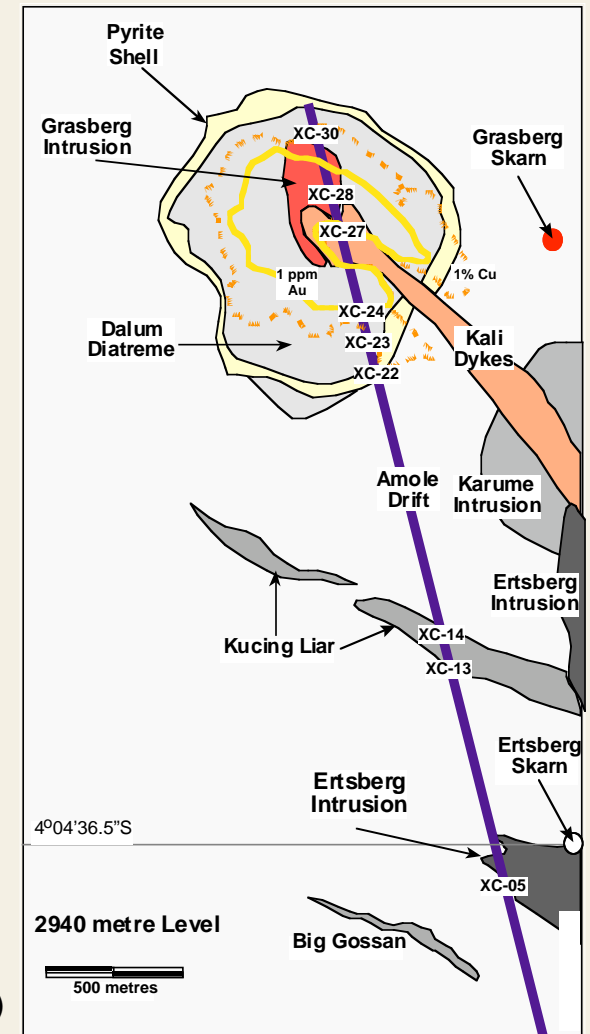 Pyrite
Shell
Grasberg
Intrusion
XC-30
Grasberg
Skarn
XC-28
XC-27
1 ppm
Au
1% Cu
XC-24
Dalum
Diatreme
XC-23
Kali
Dykes
XC-22
Amole
Drift
Karume
Intrusion
Ertsberg
Intrusion
Kucing Liar
XC-14
XC-13
Ertsberg
Skarn
Ertsberg
Intrusion
4º04'36.5"S
XC-05
2940 metre Level
Big Gossan
500 metres
)